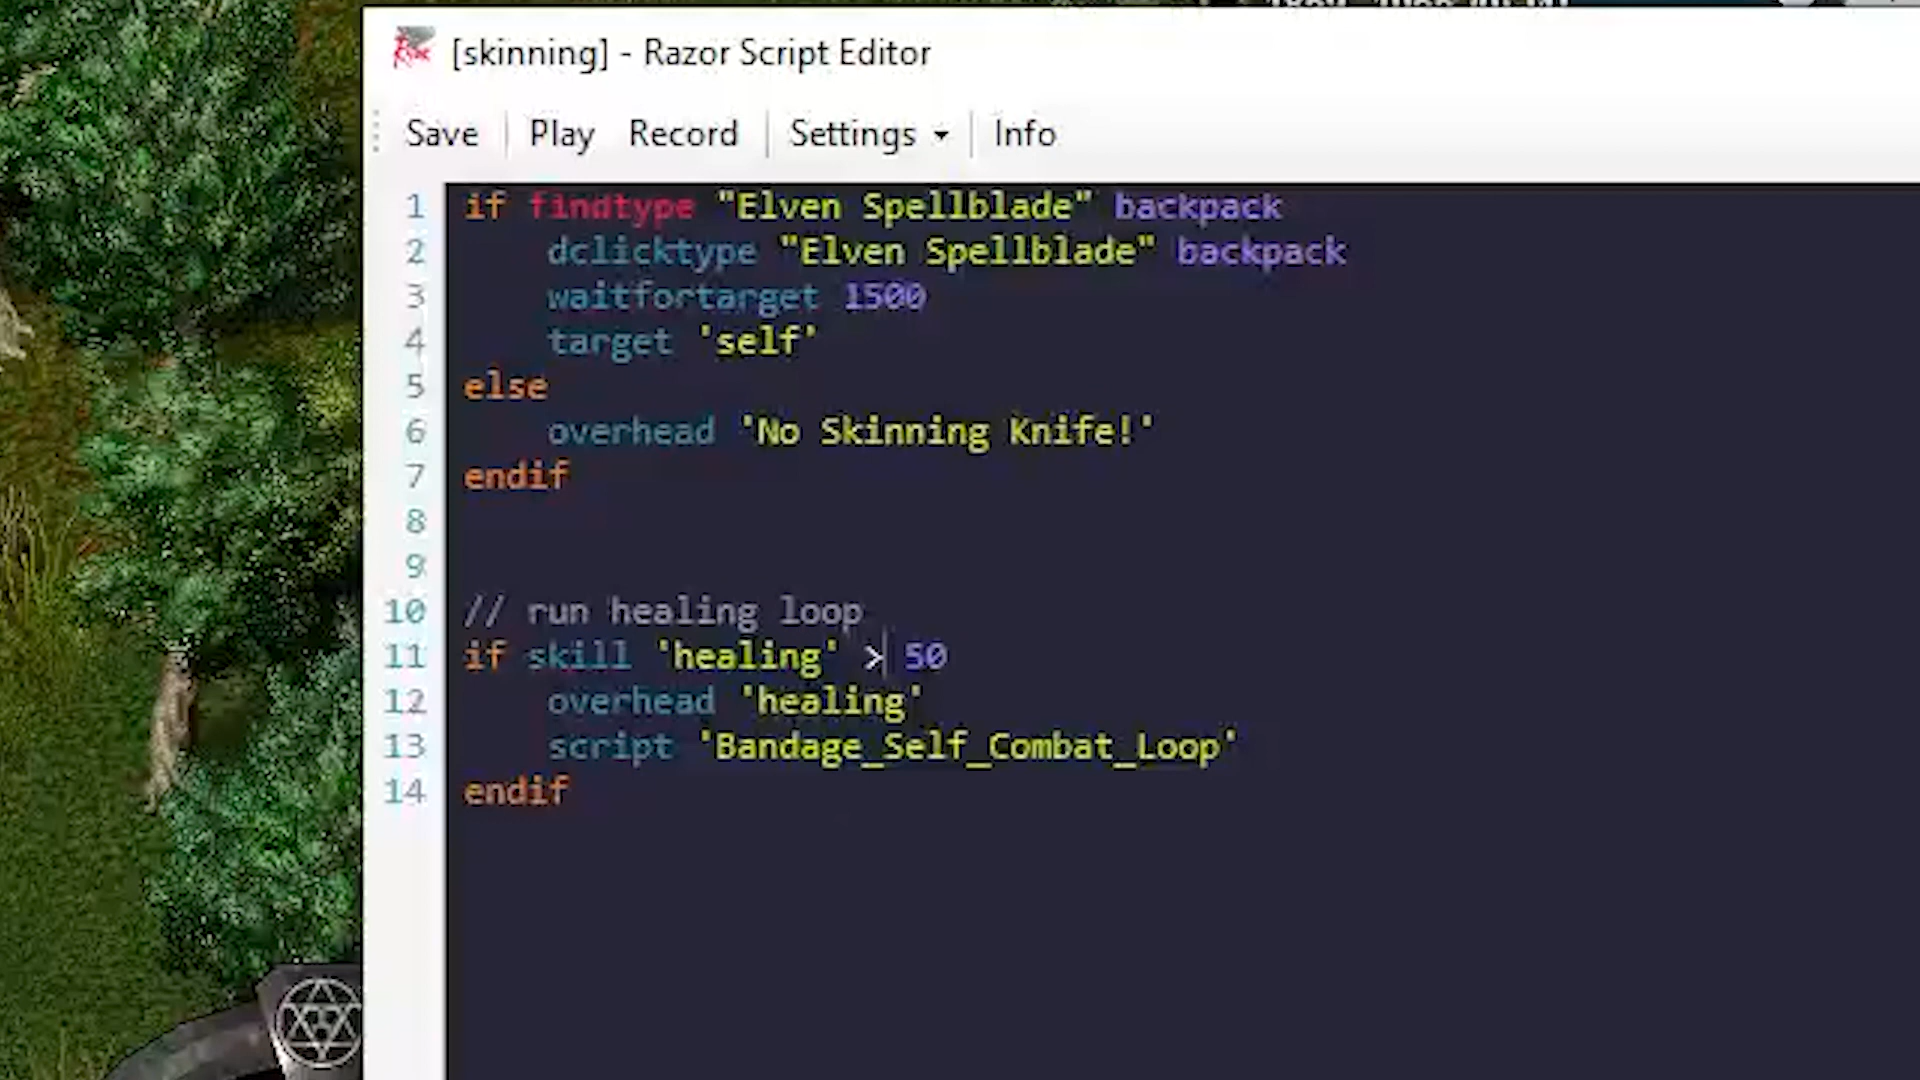 [skinning] - Razor Script Editor
Save Play Record Settings Info
1 if findtype "Elven Spellblade" backpack
2 dclicktype "Elven Spellblade" backpack
3 waitfortarget 1500
4 target 'self'
5 else
6 overhead 'No Skinning Knife!'
7 endif
8
9
10 // run healing loop
11 if skill 'healing' > 50
12 overhead 'healing'
13 script 'Bandage_Self_Combat_Loop'
14 endif